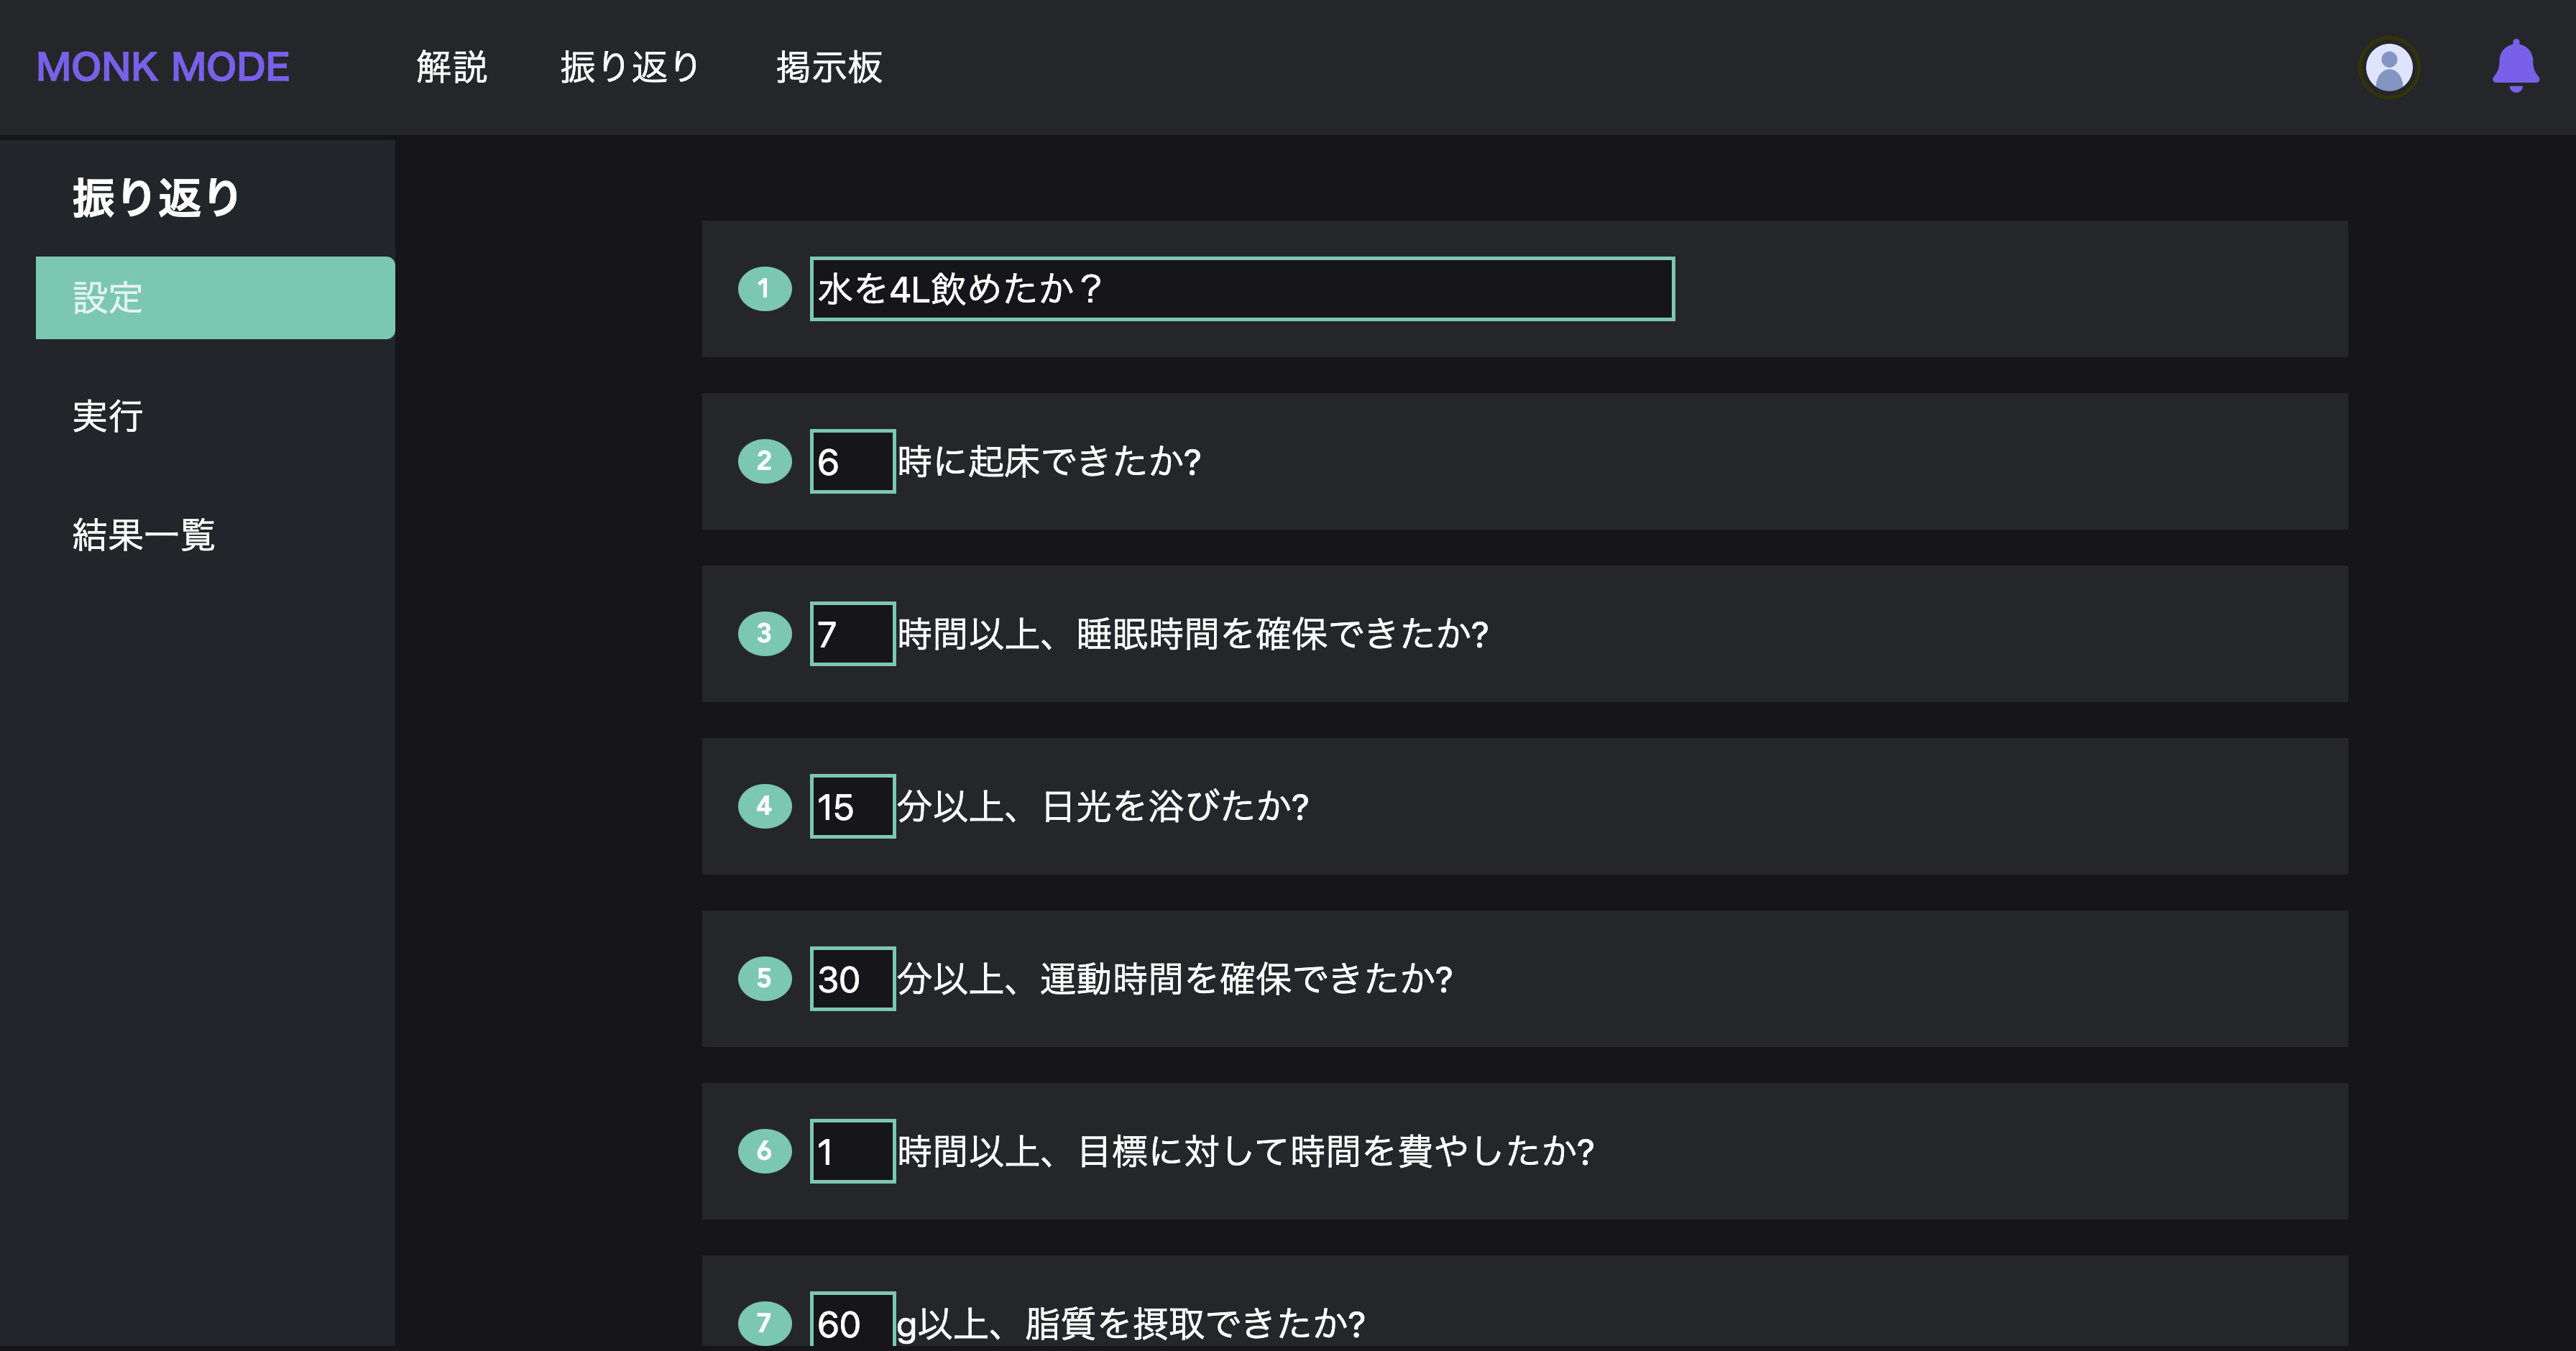 MONK MODE 解説 振り返り 掲示板
振り返り
設定
実行
結果一覧
1 水を4L飲めたか？
2 6 時に起床できたか?
3 7 時間以上、睡眠時間を確保できたか?
4 15 分以上、日光を浴びたか?
5 30 分以上、運動時間を確保できたか?
6 1 時間以上、目標に対して時間を費やしたか?
7 60 g以上、脂質を摂取できたか?